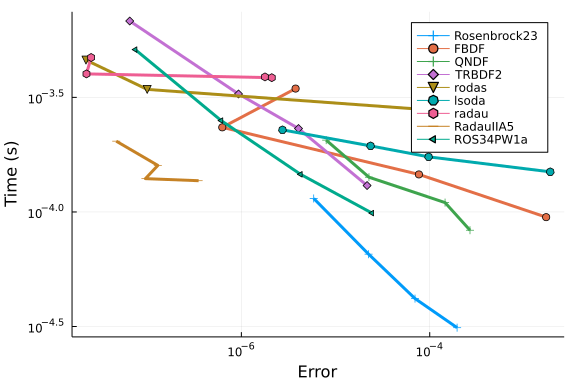 Rosenbrock23
FBDF
QNDF
TRBDF2
rodas
lsoda
radau
RadauIIA5
ROS34PW1a
Time (s)
10^-3.5
10^-4.0
10^-4.5
10^-6
10^-4
Error